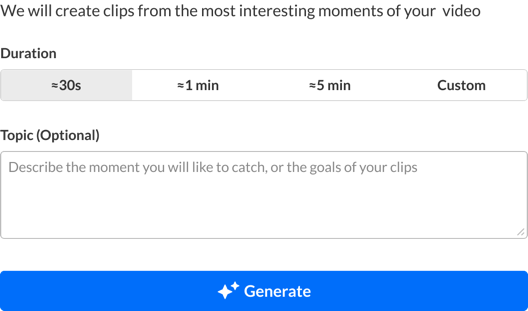 We will create clips from the most interesting moments of your video
Duration
≈30s
≈1 min
≈5 min
Custom
Topic (Optional)
Describe the moment you will like to catch, or the goals of your clips
Generate